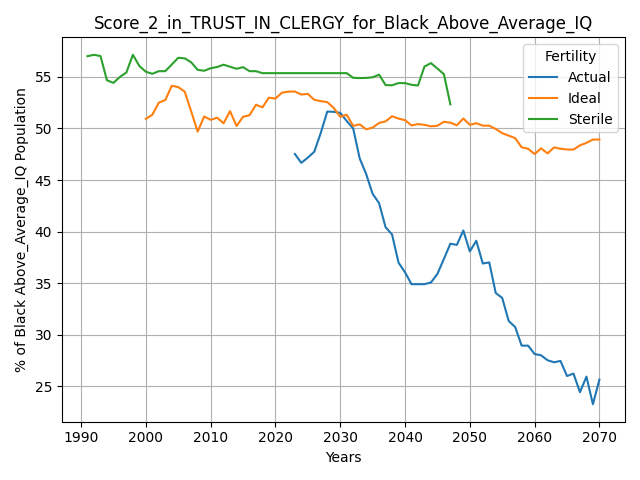 Score_2_in_TRUST_IN_CLERGY_for_Black_Above_Average_IQ
Fertility
Actual
Ideal
Sterile
% of Black Above_Average_IQ Population
55
50
45
40
35
30
25
1990 2000 2010 2020 2030 2040 2050 2060 2070
Years